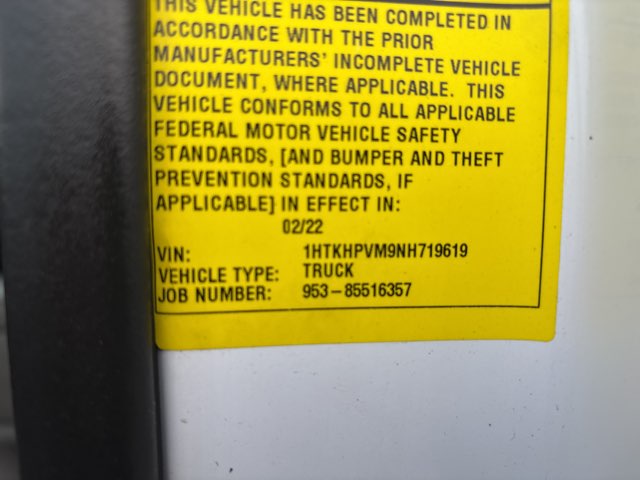 THIS VEHICLE HAS BEEN COMPLETED IN
ACCORDANCE WITH THE PRIOR
MANUFACTURERS' INCOMPLETE VEHICLE
DOCUMENT, WHERE APPLICABLE. THIS
VEHICLE CONFORMS TO ALL APPLICABLE
FEDERAL MOTOR VEHICLE SAFETY
STANDARDS, [AND BUMPER AND THEFT
PREVENTION STANDARDS, IF
APPLICABLE] IN EFFECT IN:
02/22
VIN: 1HTKHPVM9NH719619
VEHICLE TYPE: TRUCK
JOB NUMBER: 953-85516357